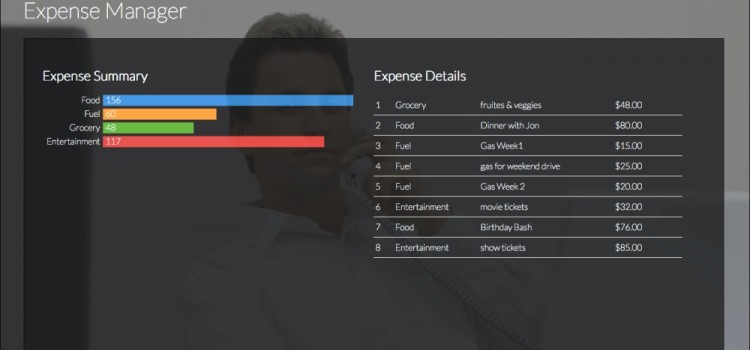 Expense Manager
Expense Summary
Food 156
Fuel 60
Grocery 48
Entertainment 117
Expense Details
1 Grocery fruites & veggies $48.00
2 Food Dinner with Jon $80.00
3 Fuel Gas Week1 $15.00
4 Fuel gas for weekend drive $25.00
5 Fuel Gas Week 2 $20.00
6 Entertainment movie tickets $32.00
7 Food Birthday Bash $76.00
8 Entertainment show tickets $85.00